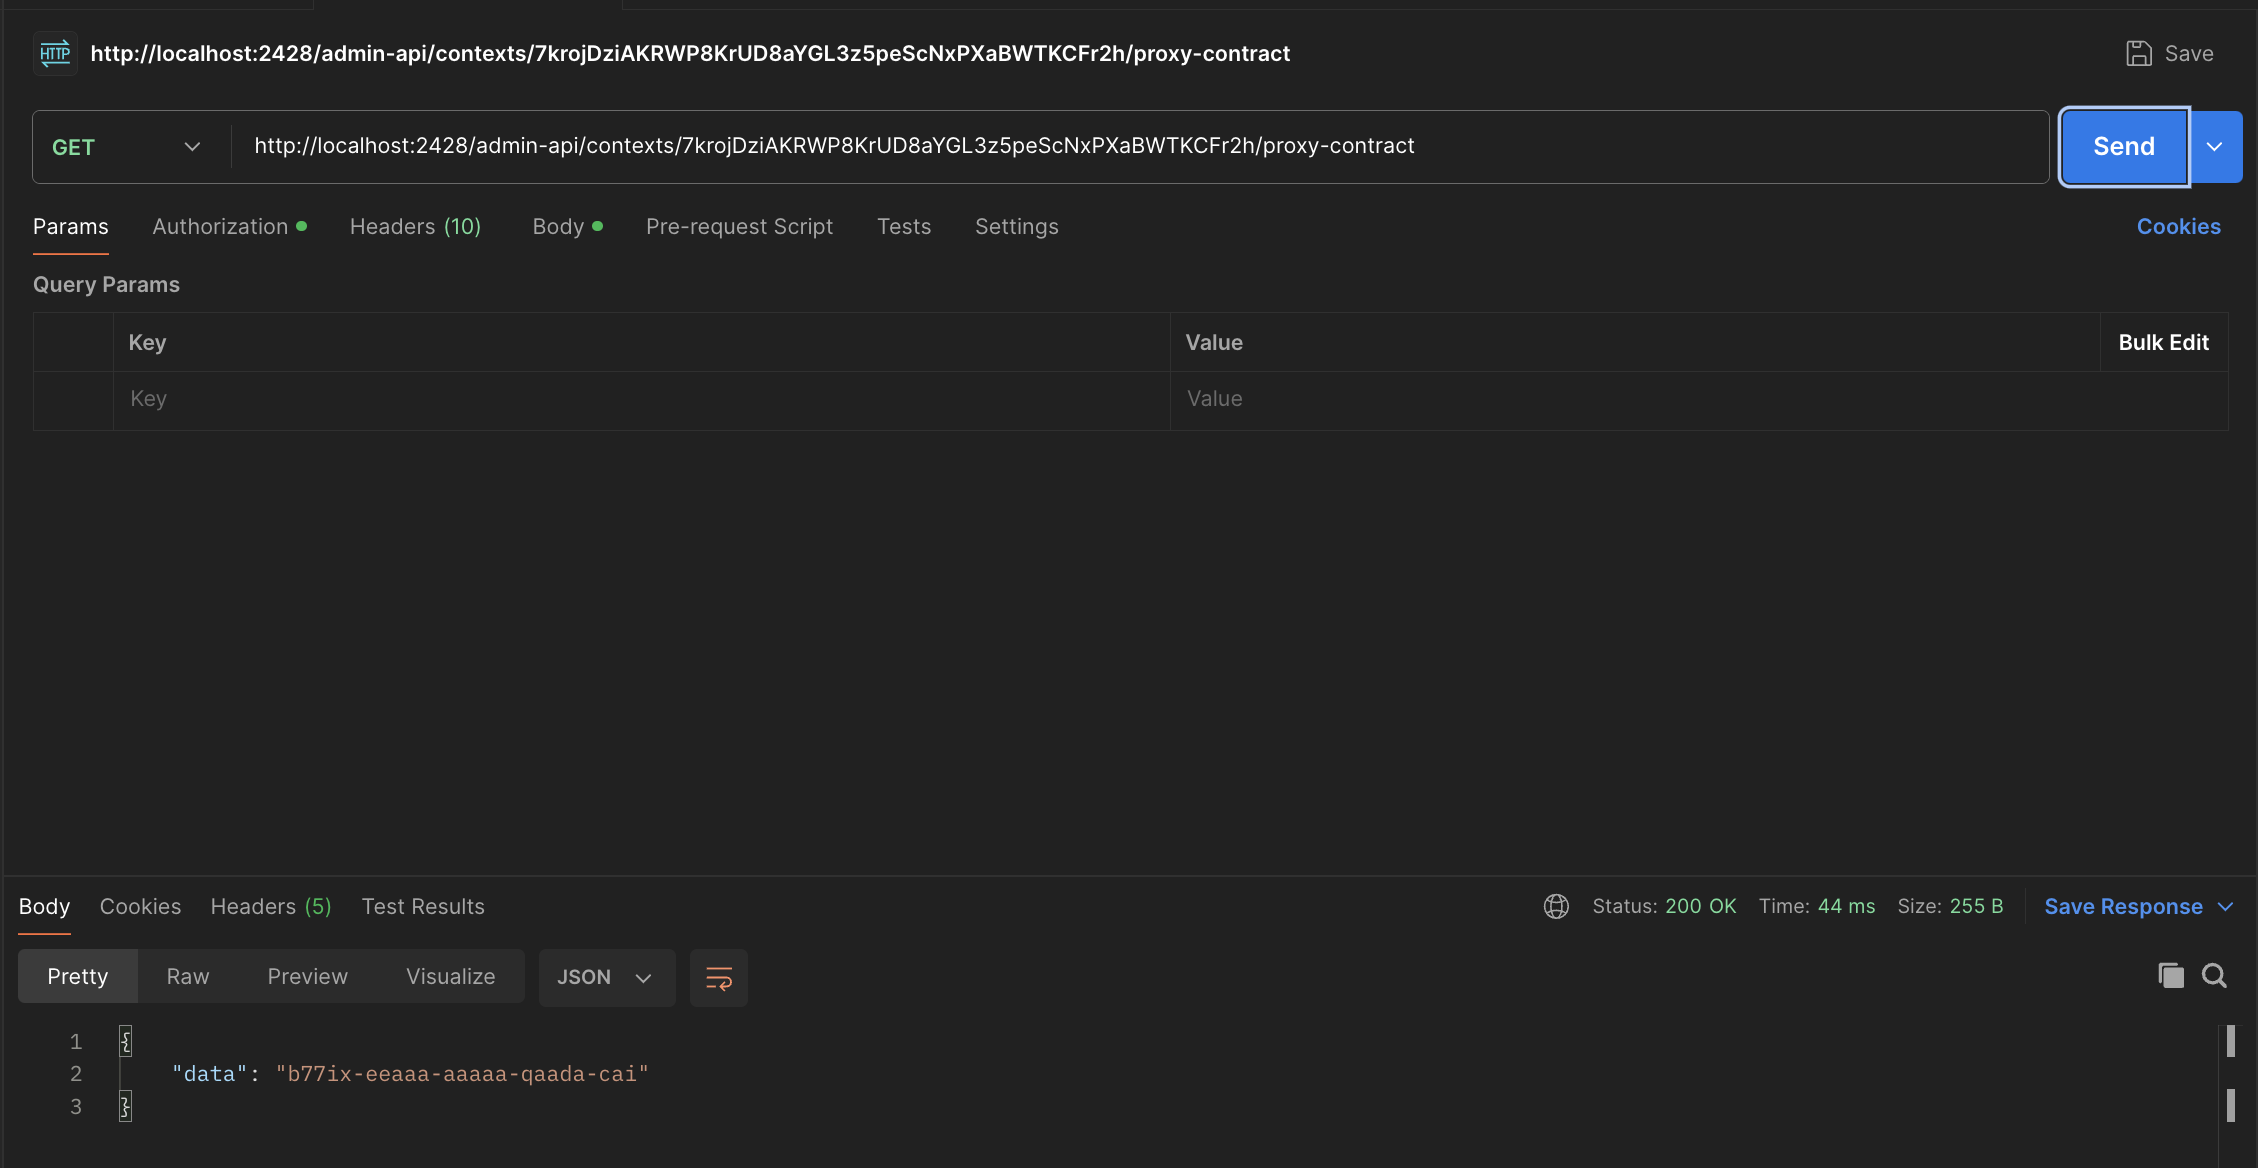 HTTP http://localhost:2428/admin-api/contexts/7krojDziAKRWP8KrUD8aYGL3z5peScNxPXaBWTKCFr2h/proxy-contract Save
GET http://localhost:2428/admin-api/contexts/7krojDziAKRWP8KrUD8aYGL3z5peScNxPXaBWTKCFr2h/proxy-contract Send
Params Authorization Headers (10) Body Pre-request Script Tests Settings Cookies
Query Params
Key Value Bulk Edit
Key Value
Body Cookies Headers (5) Test Results Status: 200 OK Time: 44 ms Size: 255 B Save Response
Pretty Raw Preview Visualize JSON
1 {
2 "data": "b77ix-eeaaa-aaaaa-qaada-cai"
3 }